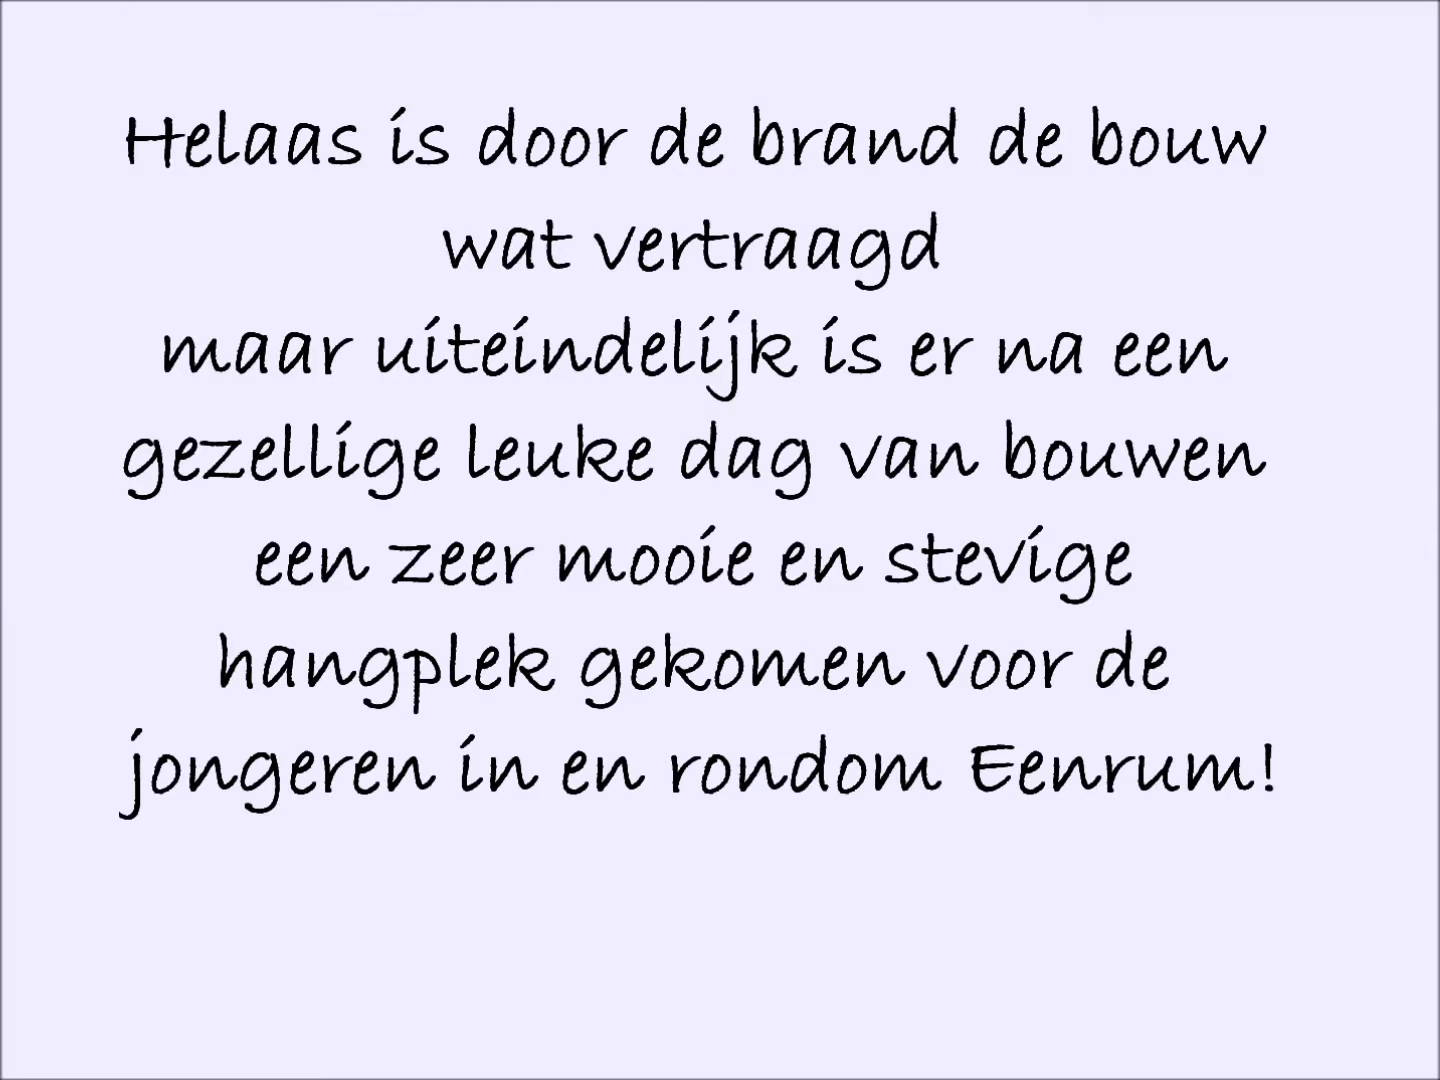 Helaas is door de brand de bouw
wat vertraagd
maar uiteindelijk is er na een
gezellige leuke dag van bouwen
een zeer mooie en stevige
hangplek gekomen voor de
jongeren in en rondom Eenrum!